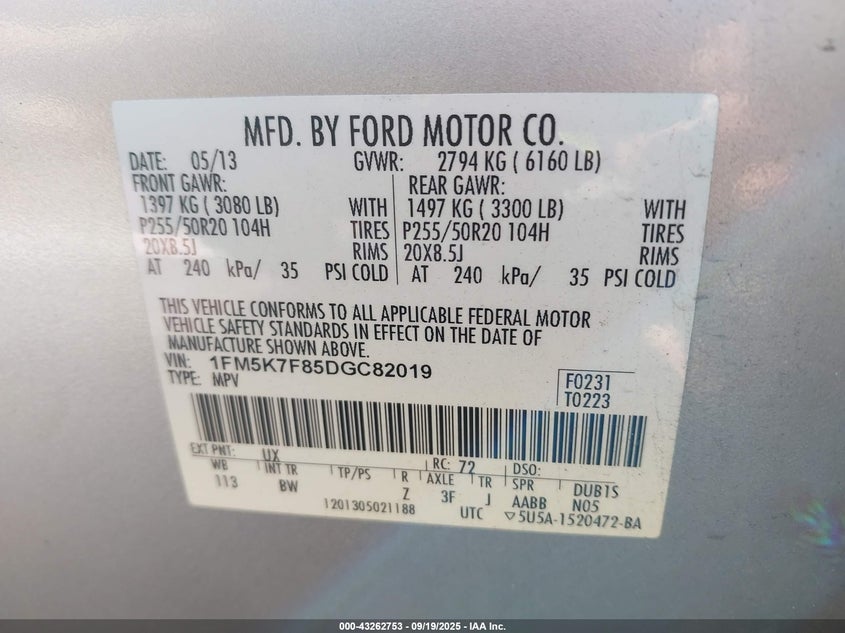 MFD. BY FORD MOTOR CO.
DATE: 05/13 GVWR: 2794 KG ( 6160 LB)
FRONT GAWR: REAR GAWR:
1397 KG ( 3080 LB) WITH 1497 KG ( 3300 LB) WITH
P255/50R20 104H TIRES P255/50R20 104H TIRES
20X8.5J RIMS 20X8.5J RIMS
AT 240 kPa/ 35 PSI COLD AT 240 kPa/ 35 PSI COLD
THIS VEHICLE CONFORMS TO ALL APPLICABLE FEDERAL MOTOR
VEHICLE SAFETY STANDARDS IN EFFECT ON THE DATE OF
MANUFACTURE SHOWN ABOVE.
VIN: 1FM5K7F85DGC82019
TYPE: MPV
F0231
T0223
EXT PNT: UX RC: 72 DSO:
WB INT TR TP/PS R AXLE TR SPR DUB1S
113 BW Z 3F J AABB N05
1201305021188 UTC ▽5U5A-1520472-BA
000-43262753 - 09/19/2025 - IAA Inc.